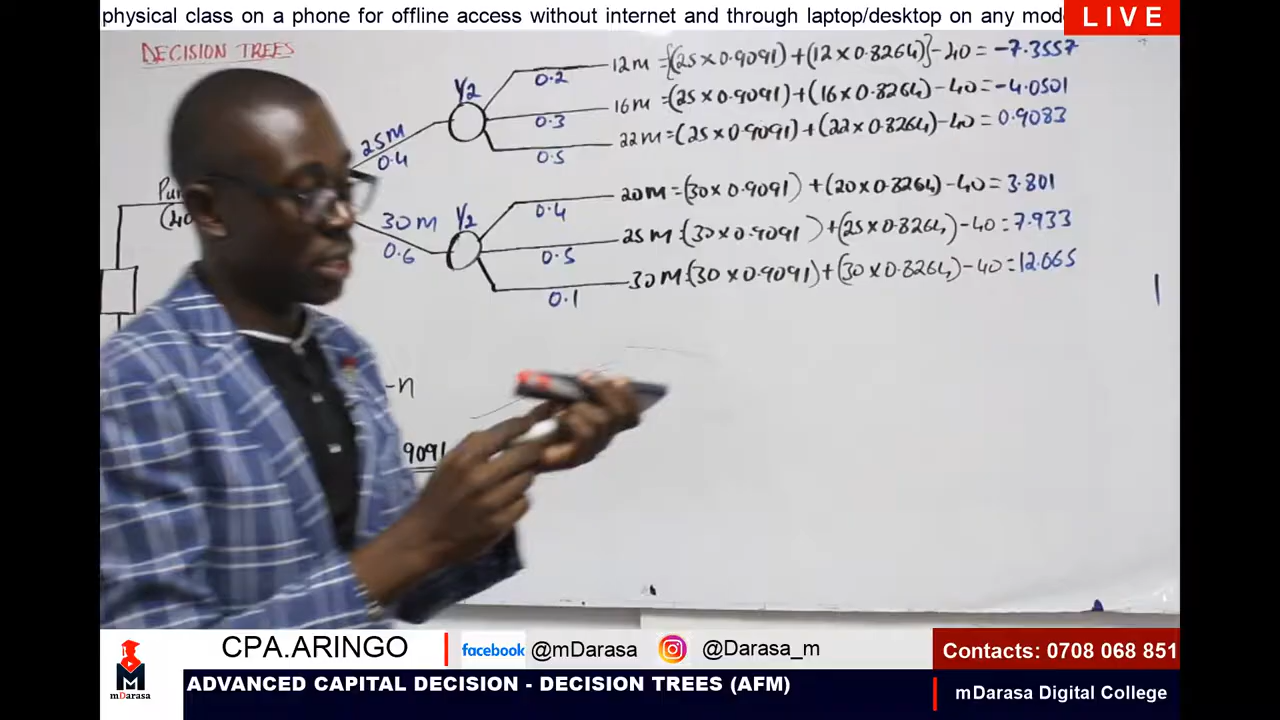 physical class on a phone for offline access without internet and through laptop/desktop on any mod
LIVE
DECISION TREES
25M
0.4
Y2
0.2
12M = {(25×0.9091)+(12×0.8264)}-40 = -7.3557
0.3
16M =(25×0.9091)+(16×0.8264)-40=-4.0501
0.5
22M =(25×0.9091)+(22×0.8264)-40= 0.9083
30M
0.6
Y2
0.4
20M=(30×0.9091) +(20×0.8264)-40=3.801
0.5
25M:(30×0.9091 )+(25×0.8264)-40=7.933
0.1
30M:(30×0.9091)+(30×0.8264)-40=12.065
-n
9091
CPA.ARINGO
facebook @mDarasa
@Darasa_m
Contacts: 0708 068 851
M
mDarasa
ADVANCED CAPITAL DECISION - DECISION TREES (AFM)
mDarasa Digital College